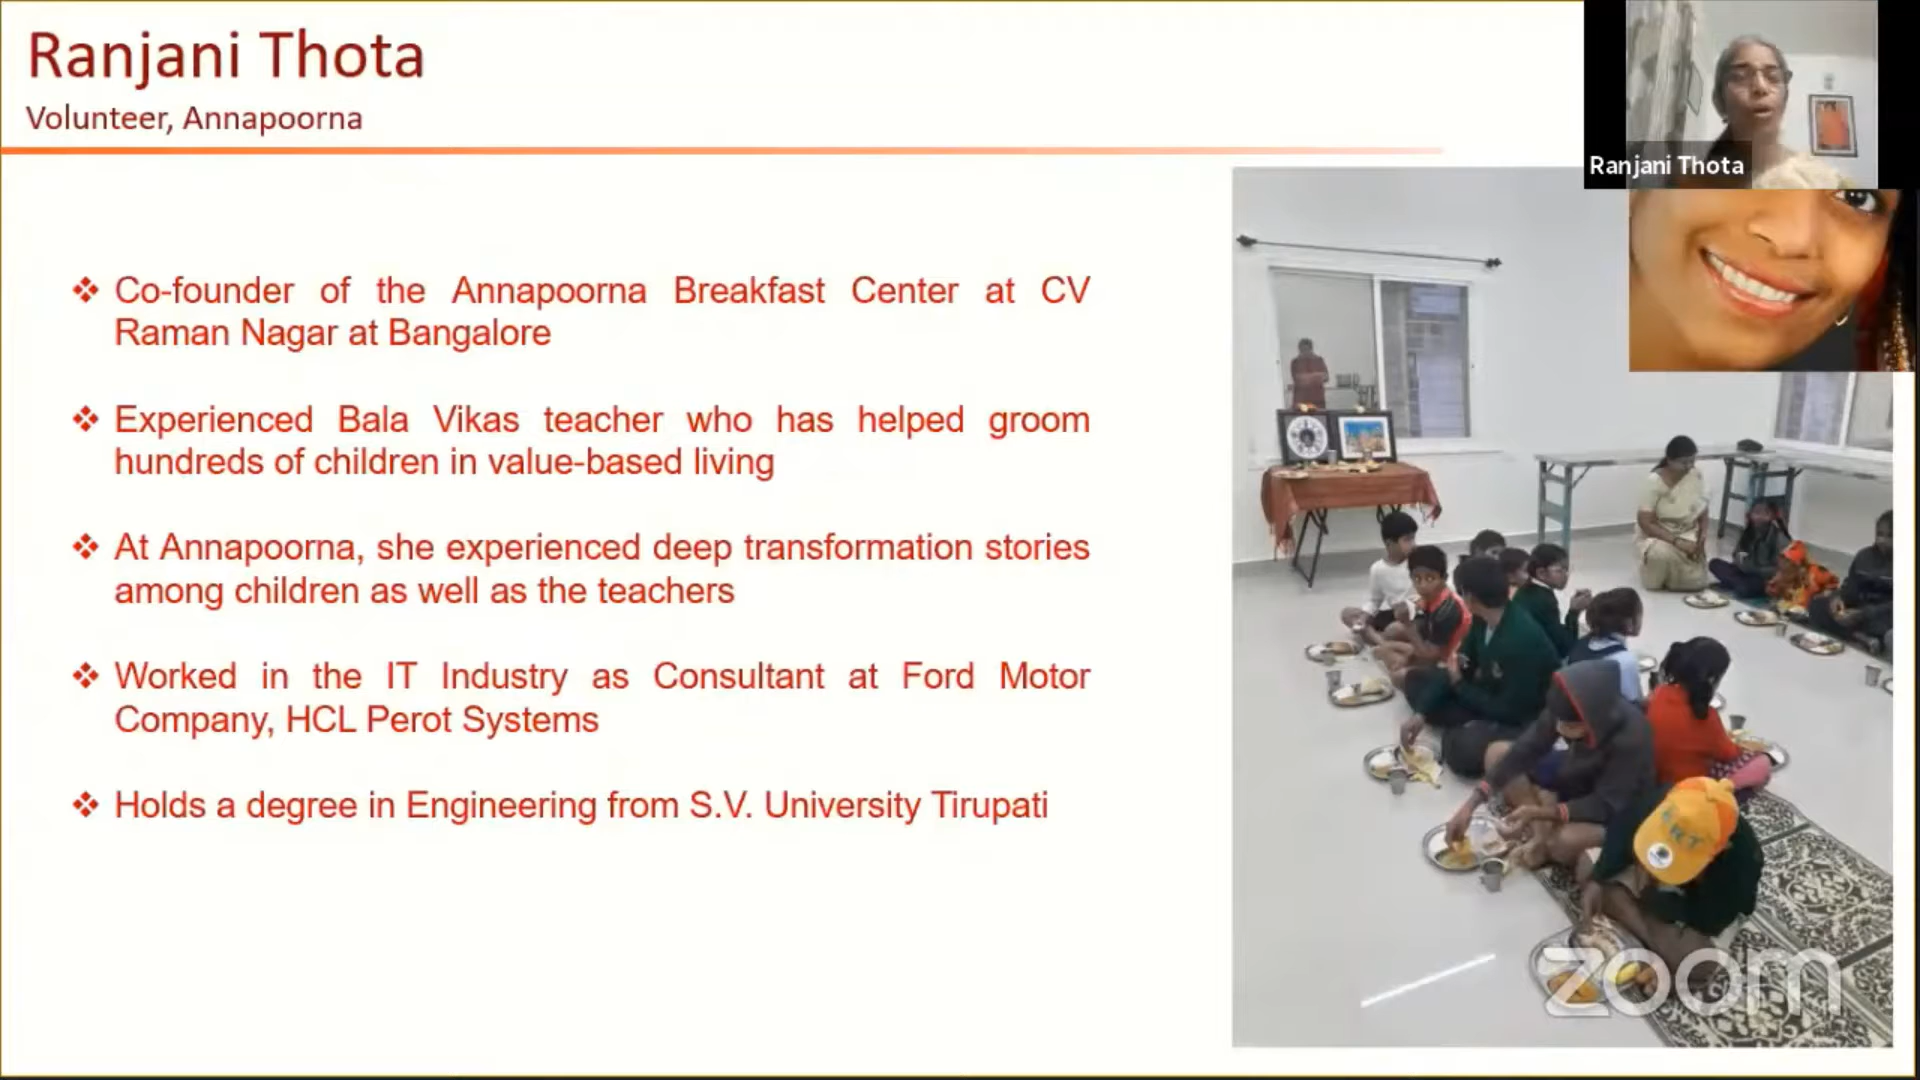 Ranjani Thota
Volunteer, Annapoorna
Ranjani Thota
❖ Co-founder of the Annapoorna Breakfast Center at CV
Raman Nagar at Bangalore
❖ Experienced Bala Vikas teacher who has helped groom
hundreds of children in value-based living
❖ At Annapoorna, she experienced deep transformation stories
among children as well as the teachers
❖ Worked in the IT Industry as Consultant at Ford Motor
Company, HCL Perot Systems
❖ Holds a degree in Engineering from S.V. University Tirupati
zoom